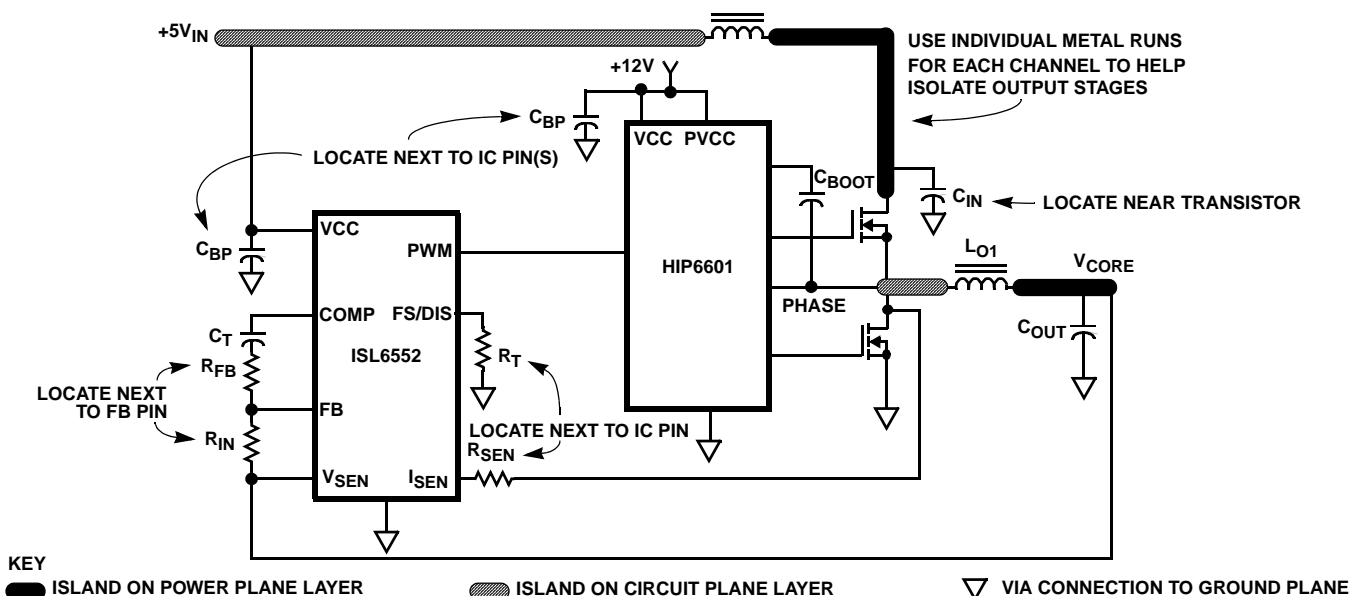 +5VIN
USE INDIVIDUAL METAL RUNS
FOR EACH CHANNEL TO HELP
ISOLATE OUTPUT STAGES
+12V
CBP
VCC PVCC
LOCATE NEXT TO IC PIN(S)
CBOOT
CIN
LOCATE NEAR TRANSISTOR
VCC
CBP
PWM
HIP6601
LO1
VCORE
PHASE
COMP
FS/DIS
CT
COUT
ISL6552
RT
RFB
LOCATE NEXT
TO FB PIN
FB
RIN
LOCATE NEXT TO IC PIN
RSEN
VSEN
ISEN
KEY
ISLAND ON POWER PLANE LAYER
ISLAND ON CIRCUIT PLANE LAYER
VIA CONNECTION TO GROUND PLANE